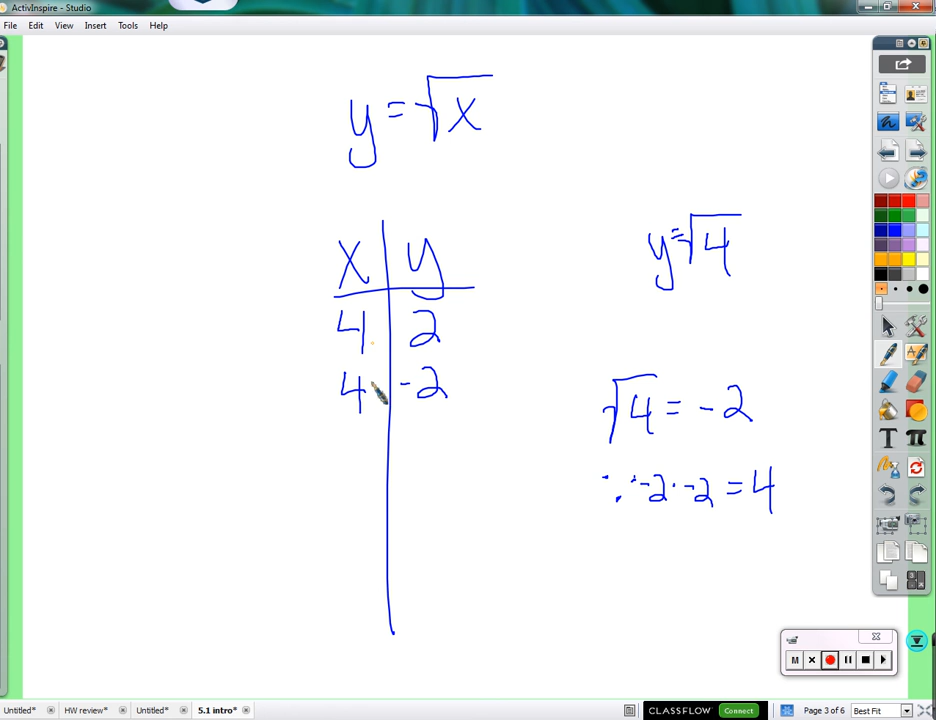 ActivInspire - Studio
File Edit View Insert Tools Help
y = √x
x y
4 2
4 -2
y = √4
√4 = -2
∵ -2 · -2 = 4
M
Untitled* HW review* Untitled* 5.1 intro*
CLASSFLOW Connect
Page 3 of 6
Best Fit